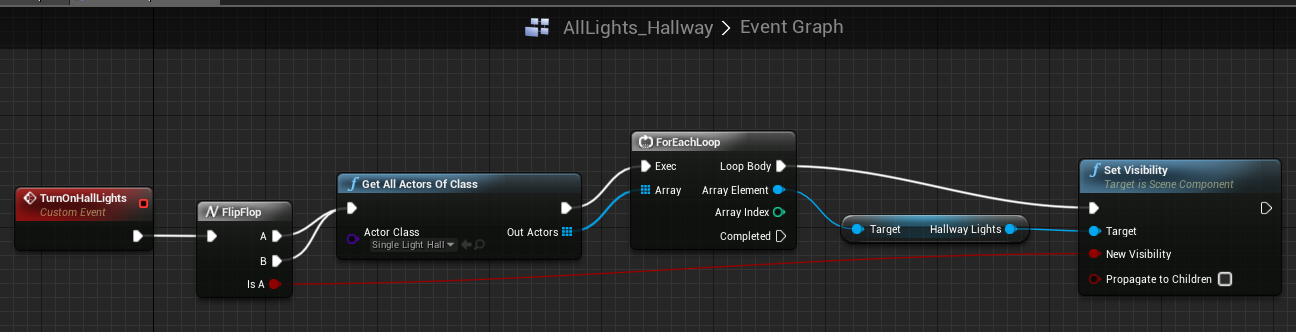 AllLights_Hallway > Event Graph
TurnOnHallLights
Custom Event
FlipFlop
A
B
Is A
Get All Actors Of Class
Actor Class
Single Light Hall
Out Actors
ForEachLoop
Exec
Loop Body
Array
Array Element
Array Index
Completed
Target
Hallway Lights
Set Visibility
Target is Scene Component
Target
New Visibility
Propagate to Children